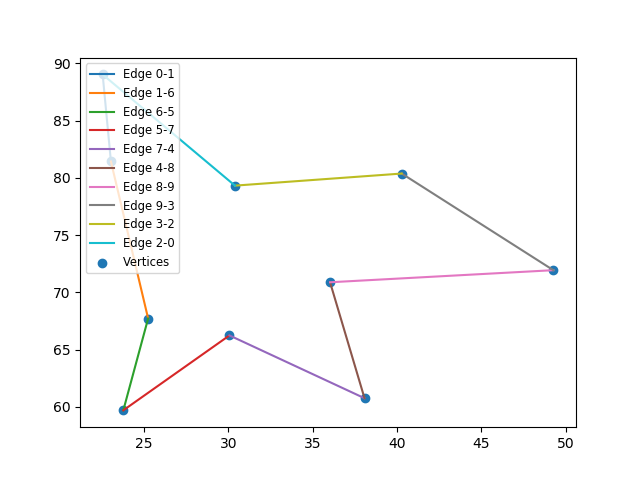 90
85
80
75
70
65
60
Edge 0-1
Edge 1-6
Edge 6-5
Edge 5-7
Edge 7-4
Edge 4-8
Edge 8-9
Edge 9-3
Edge 3-2
Edge 2-0
Vertices
25 30 35 40 45 50